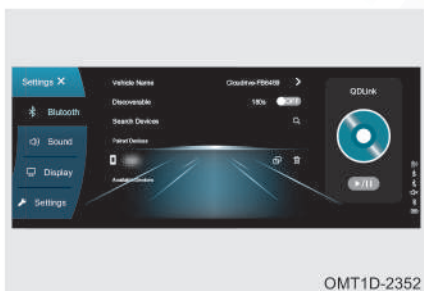 Settings ✕
Blutooth
Sound
Display
Settings
Vehicle Name
Cloudrive-FB6469
Discoverable
180s
OFF
Search Devices
Paired Devices
Available Devices
QDLink
OMT1D-2352